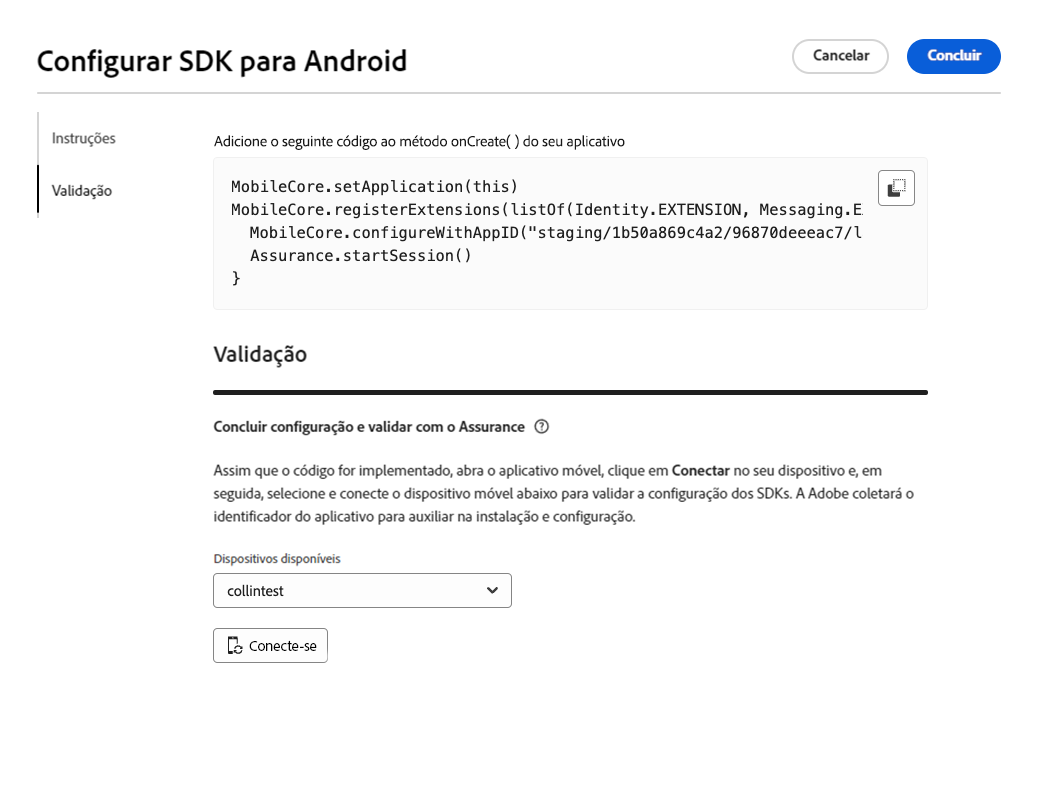 Configurar SDK para Android
Cancelar
Concluir
Instruções
Validação
Adicione o seguinte código ao método onCreate( ) do seu aplicativo
MobileCore.setApplication(this)
MobileCore.registerExtensions(listOf(Identity.EXTENSION, Messaging.E
MobileCore.configureWithAppID("staging/1b50a869c4a2/96870deeeac7/l
Assurance.startSession()
}
Validação
Concluir configuração e validar com o Assurance
Assim que o código for implementado, abra o aplicativo móvel, clique em Conectar no seu dispositivo e, em
seguida, selecione e conecte o dispositivo móvel abaixo para validar a configuração dos SDKs. A Adobe coletará o
identificador do aplicativo para auxiliar na instalação e configuração.
Dispositivos disponíveis
collintest
Conecte-se